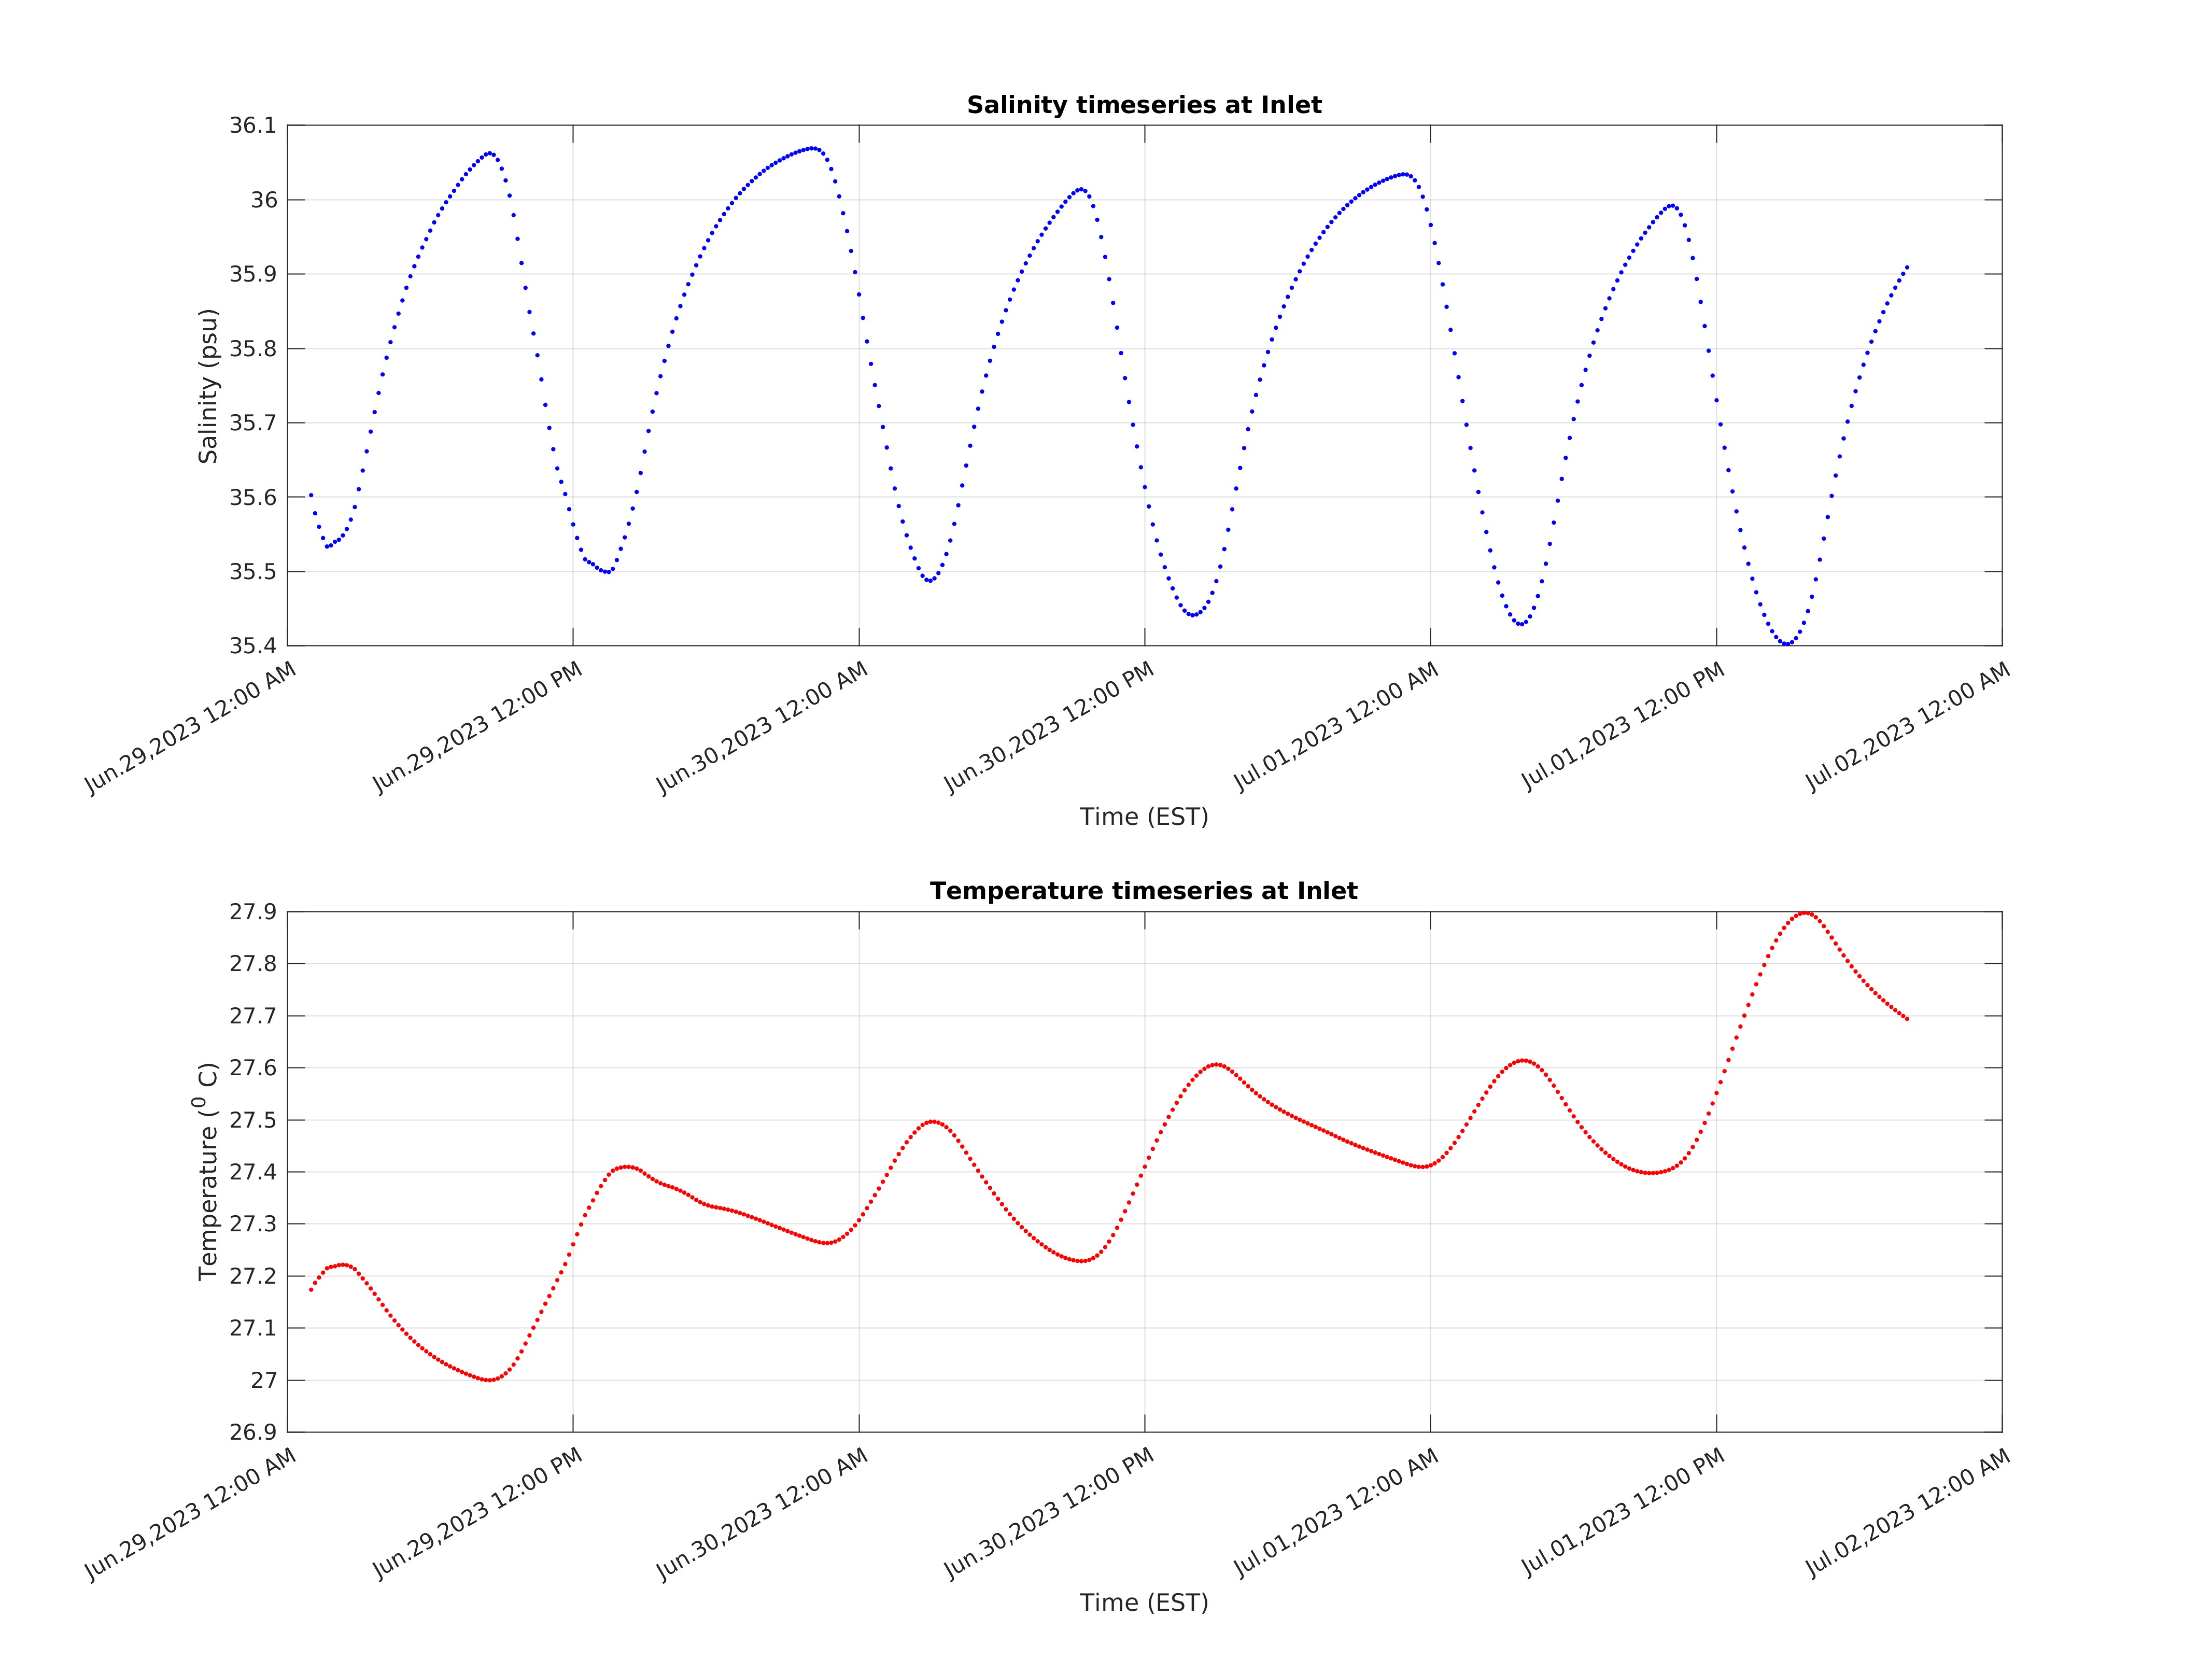 Salinity timeseries at Inlet
36.1
36
35.9
35.8
35.7
35.6
35.5
35.4
Salinity (psu)
Jun.29,2023 12:00 AM
Jun.29,2023 12:00 PM
Jun.30,2023 12:00 AM
Jun.30,2023 12:00 PM
Jul.01,2023 12:00 AM
Jul.01,2023 12:00 PM
Jul.02,2023 12:00 AM
Time (EST)
Temperature timeseries at Inlet
27.9
27.8
27.7
27.6
27.5
27.4
27.3
27.2
27.1
27
26.9
Temperature (⁰ C)
Jun.29,2023 12:00 AM
Jun.29,2023 12:00 PM
Jun.30,2023 12:00 AM
Jun.30,2023 12:00 PM
Jul.01,2023 12:00 AM
Jul.01,2023 12:00 PM
Jul.02,2023 12:00 AM
Time (EST)